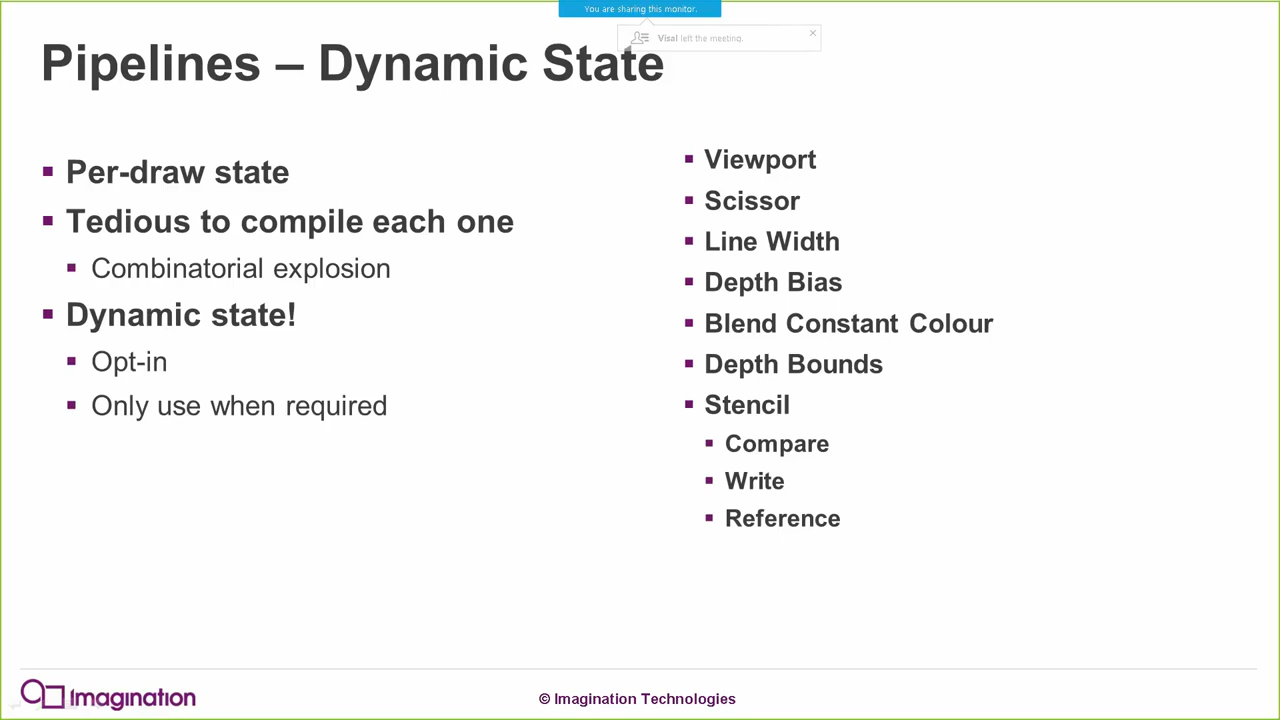 You are sharing this monitor.
Visal left the meeting.
Pipelines – Dynamic State
Per-draw state
Tedious to compile each one
Combinatorial explosion
Dynamic state!
Opt-in
Only use when required
Viewport
Scissor
Line Width
Depth Bias
Blend Constant Colour
Depth Bounds
Stencil
Compare
Write
Reference
Imagination
© Imagination Technologies